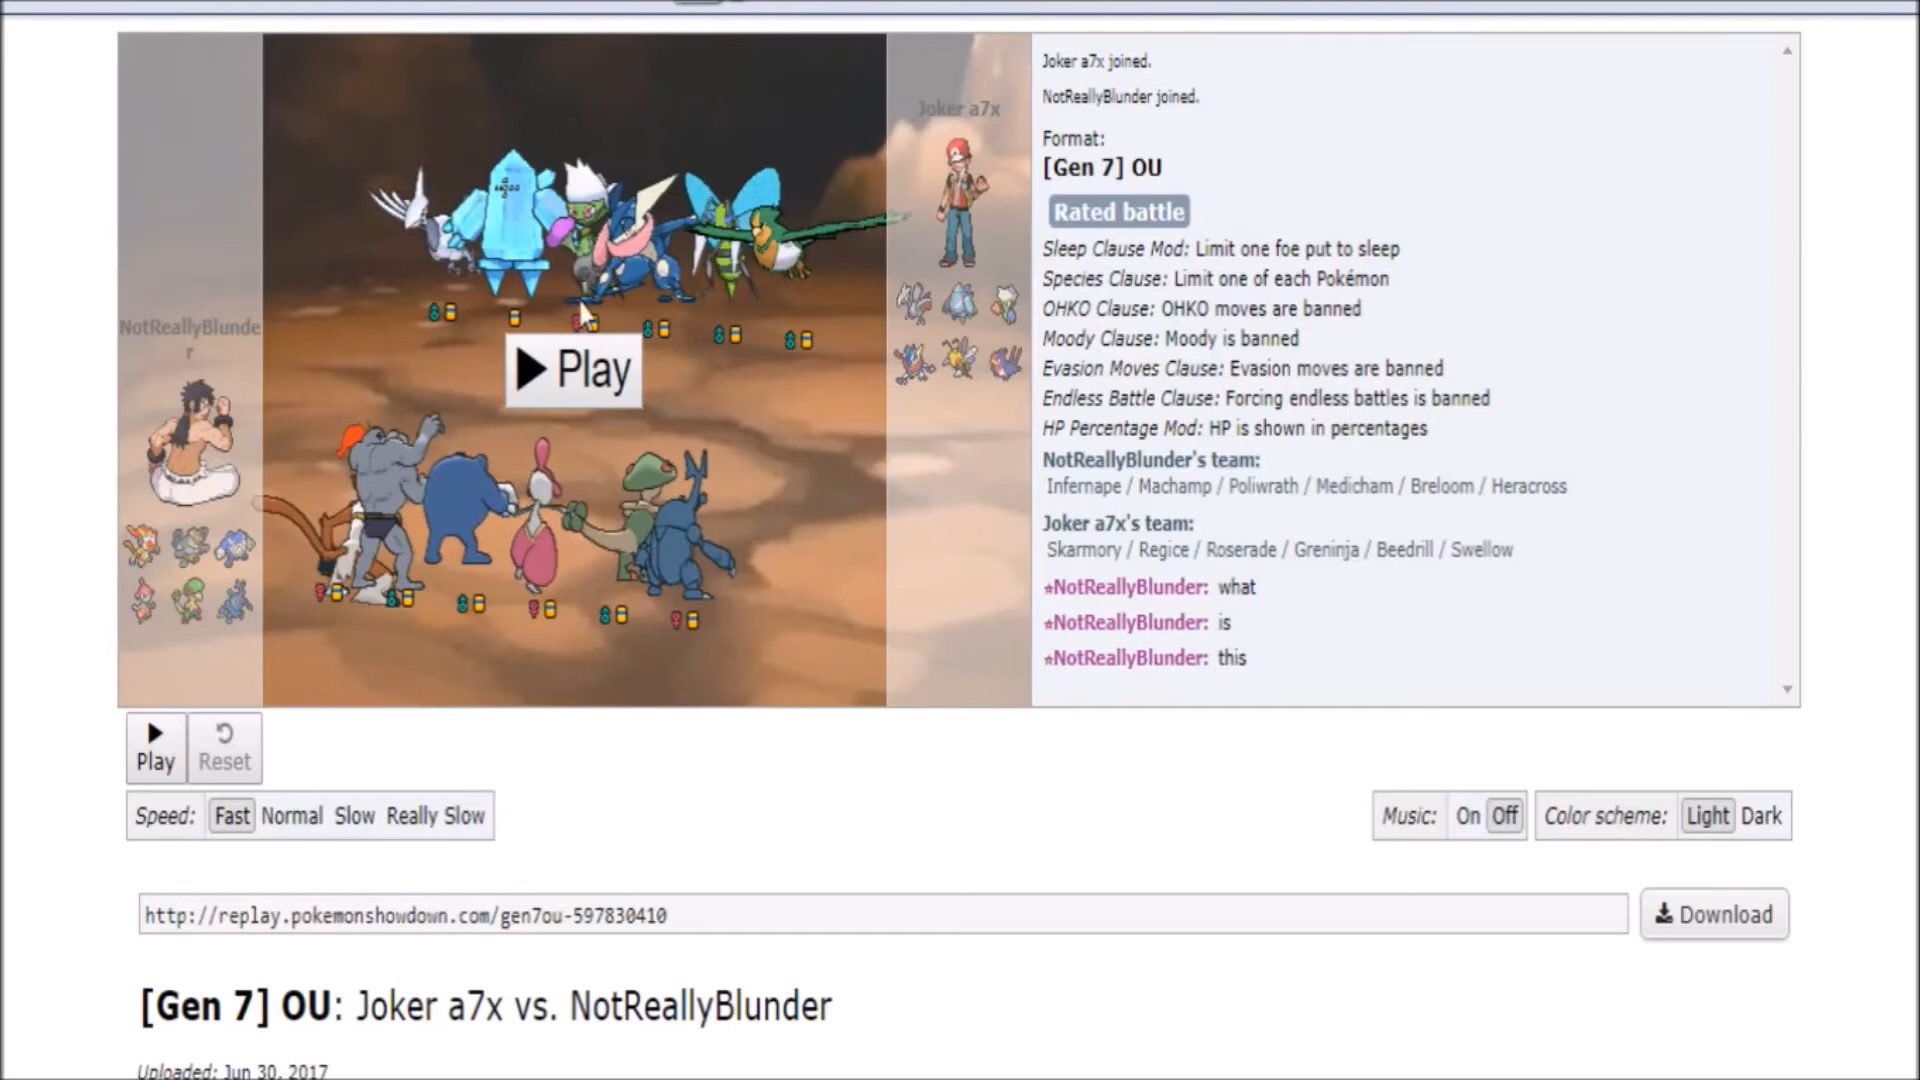 Joker a7x joined.
NotReallyBlunder joined.
Format:
[Gen 7] OU
Rated battle
Sleep Clause Mod: Limit one foe put to sleep
Species Clause: Limit one of each Pokémon
OHKO Clause: OHKO moves are banned
Moody Clause: Moody is banned
Evasion Moves Clause: Evasion moves are banned
Endless Battle Clause: Forcing endless battles is banned
HP Percentage Mod: HP is shown in percentages
NotReallyBlunder's team:
Infernape / Machamp / Poliwrath / Medicham / Breloom / Heracross
Joker a7x's team:
Skarmory / Regice / Roserade / Greninja / Beedrill / Swellow
☆NotReallyBlunder: what
☆NotReallyBlunder: is
☆NotReallyBlunder: this
Joker a7x
NotReallyBlunde
r
Play
Play
Reset
Speed: Fast Normal Slow Really Slow
Music: On Off
Color scheme: Light Dark
http://replay.pokemonshowdown.com/gen7ou-597830410
Download
[Gen 7] OU: Joker a7x vs. NotReallyBlunder
Uploaded: Jun 30, 2017